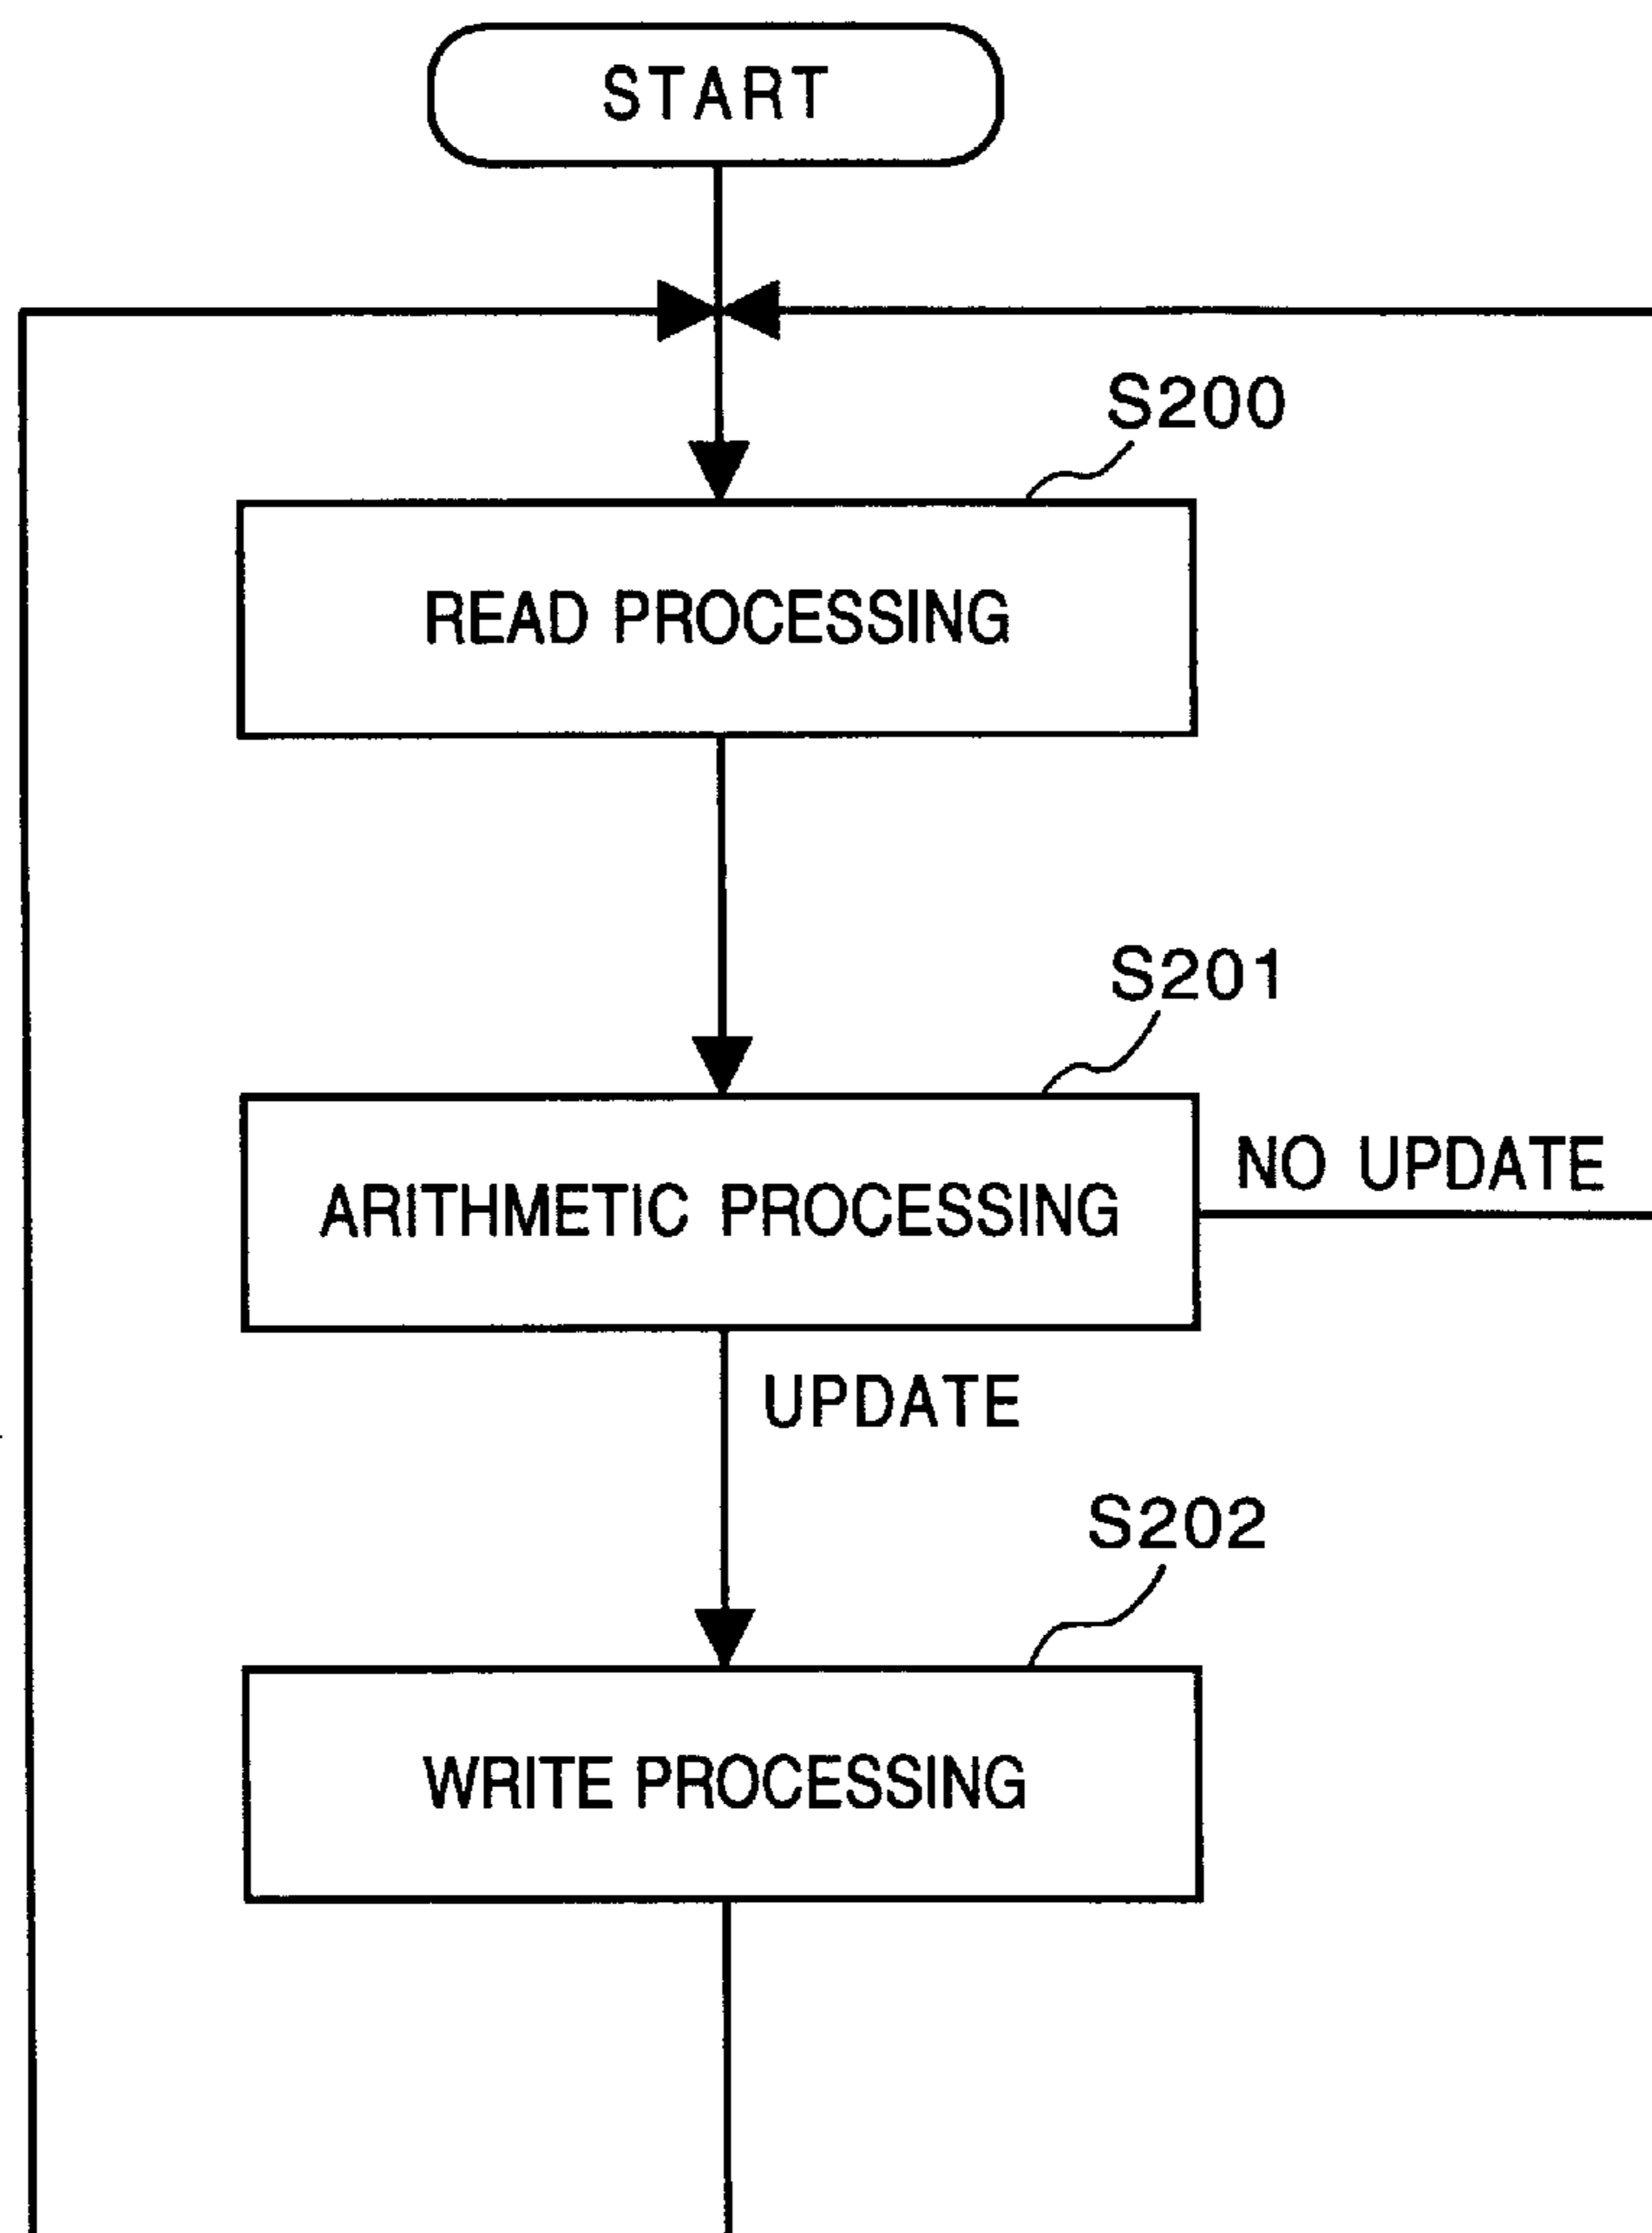 START
S200
READ PROCESSING
S201
ARITHMETIC PROCESSING
NO UPDATE
UPDATE
S202
WRITE PROCESSING